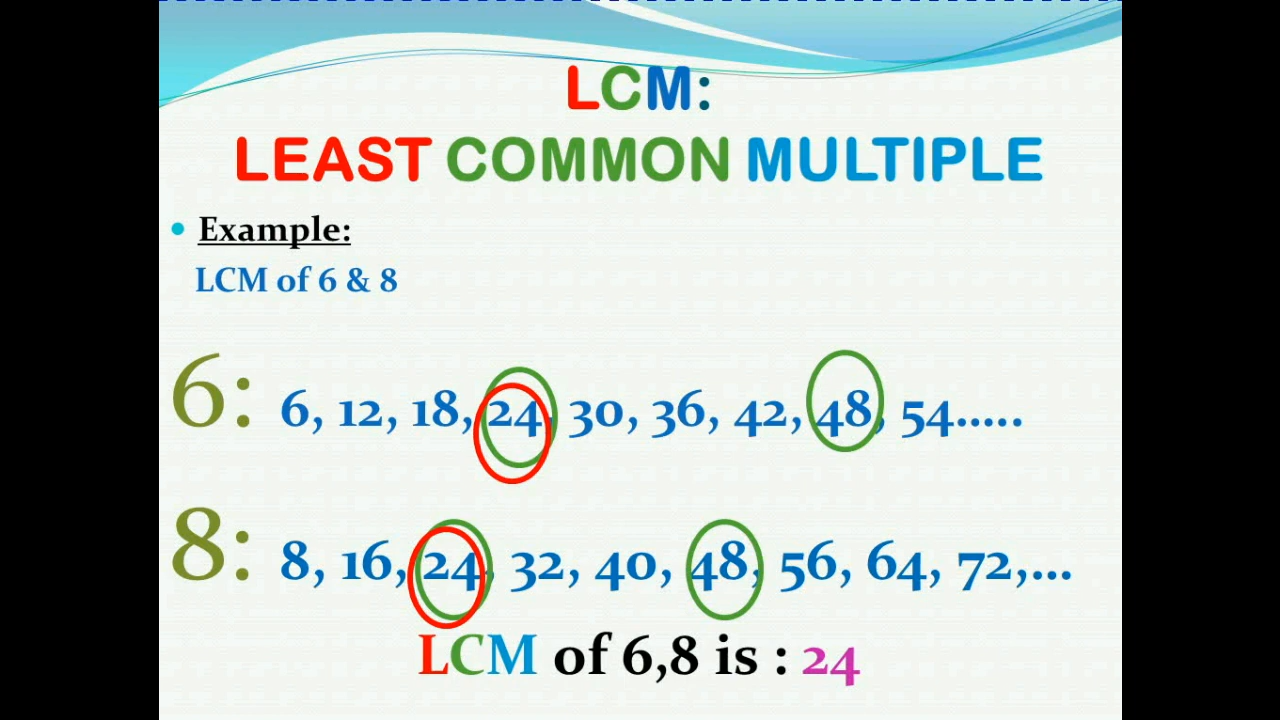 LCM:
LEAST COMMON MULTIPLE
• Example:
LCM of 6 & 8
6: 6, 12, 18, 24, 30, 36, 42, 48, 54.....
8: 8, 16, 24, 32, 40, 48, 56, 64, 72,...
LCM of 6,8 is : 24